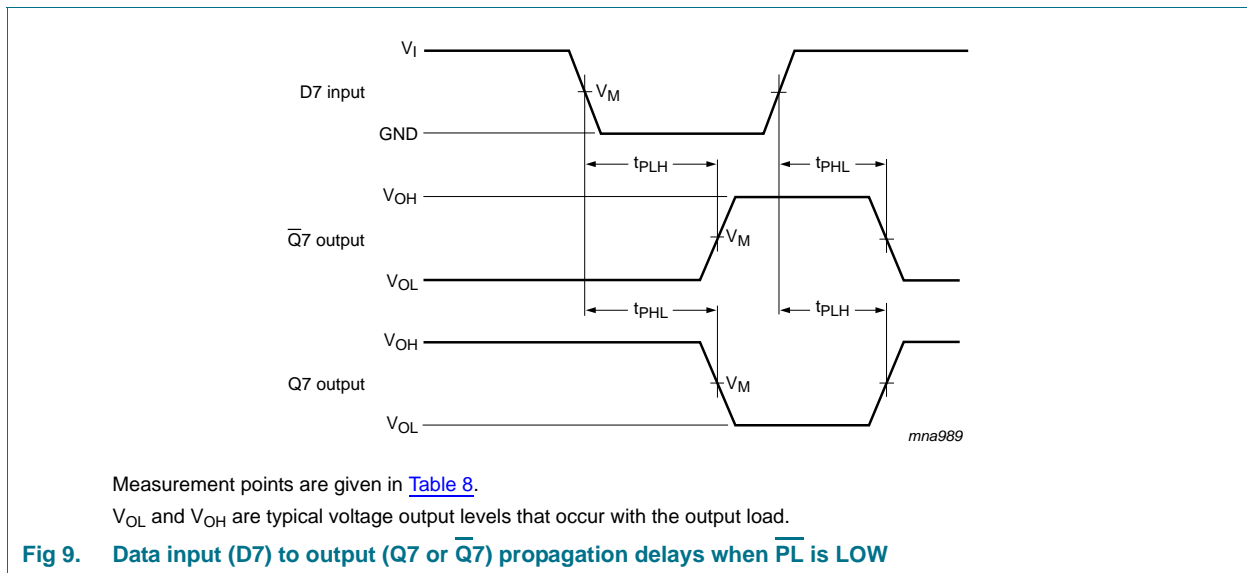 V_I
D7 input
V_M
GND
t_PLH t_PHL
V_OH
Q̅7 output
V_M
V_OL
t_PHL t_PLH
V_OH
Q7 output
V_M
V_OL
mna989
Measurement points are given in Table 8.
V_OL and V_OH are typical voltage output levels that occur with the output load.
Fig 9. Data input (D7) to output (Q7 or Q̅7) propagation delays when P̅L̅ is LOW